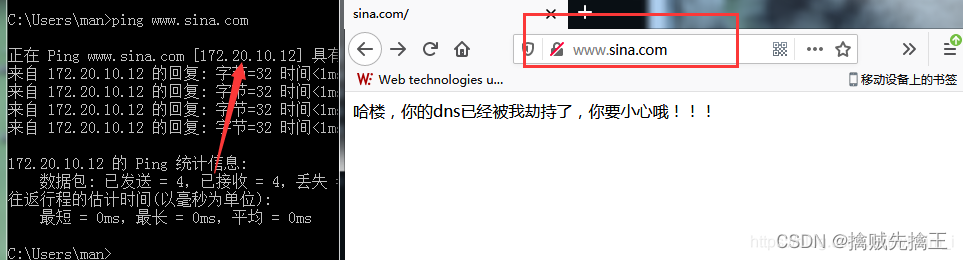 C:\Users\man>ping www.sina.com
正在 Ping www.sina.com [172.20.10.12] 具有
来自 172.20.10.12 的回复: 字节=32 时间<1m
来自 172.20.10.12 的回复: 字节=32 时间<1m
来自 172.20.10.12 的回复: 字节=32 时间<1m
来自 172.20.10.12 的回复: 字节=32 时间<1m
172.20.10.12 的 Ping 统计信息:
数据包: 已发送 = 4，已接收 = 4，丢失
往返行程的估计时间(以毫秒为单位):
最短 = 0ms，最长 = 0ms，平均 = 0ms
C:\Users\man>
sina.com/
www.sina.com
Web technologies u...
移动设备上的书签
哈楼，你的dns已经被我劫持了，你要小心哦！！！
CSDN @擒贼先擒王